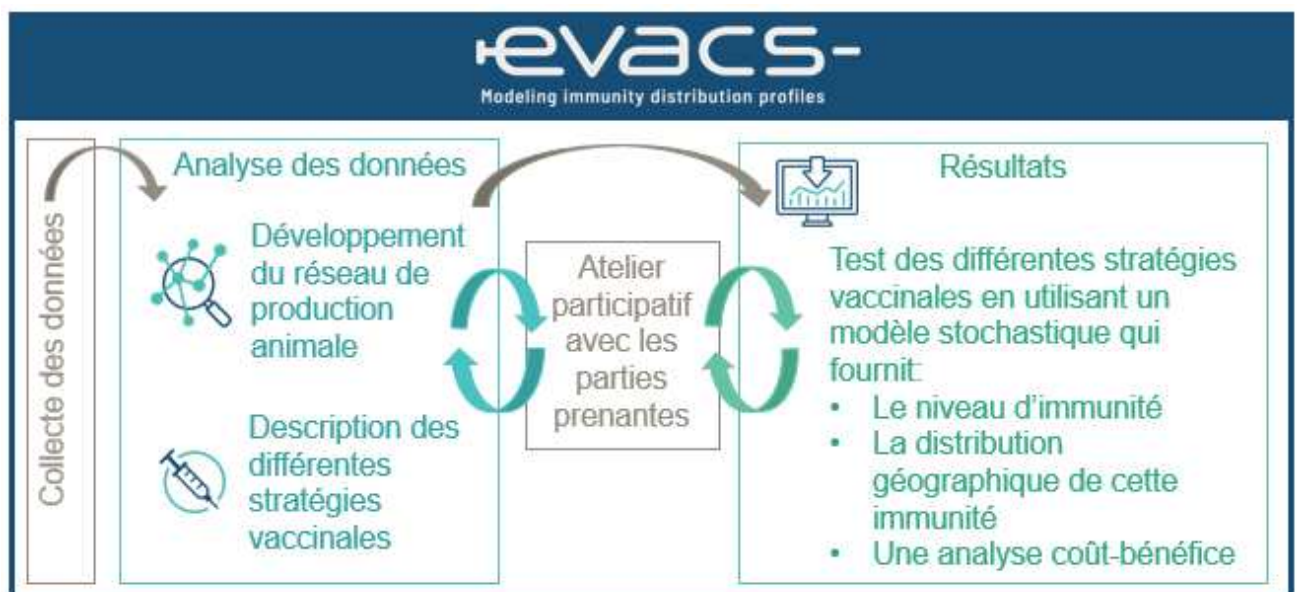 evacs
Modeling immunity distribution profiles
Collecte des données
Analyse des données
Développement
du réseau de
production
animale
Description des
différentes
stratégies
vaccinales
Atelier
participatif
avec les
parties
prenantes
Résultats
Test des différentes stratégies
vaccinales en utilisant un
modèle stochastique qui
fournit:
• Le niveau d’immunité
• La distribution
géographique de cette
immunité
• Une analyse coût-bénéfice